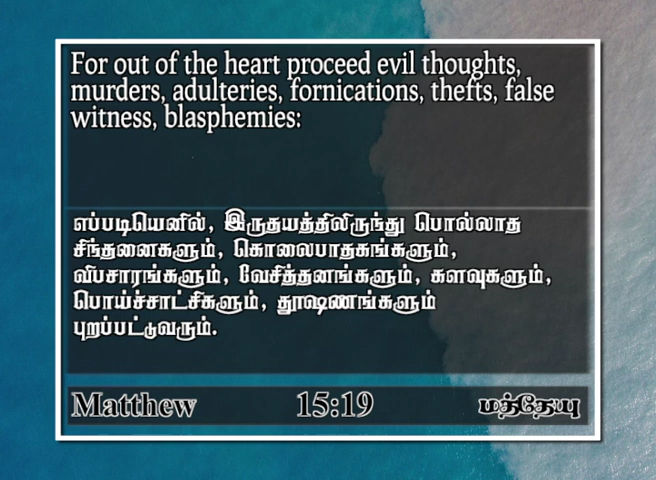 For out of the heart proceed evil thoughts,
murders, adulteries, fornications, thefts, false
witness, blasphemies:
எப்படியெனில், இருதயத்திலிருந்து பொல்லாத
சிந்தனைகளும், கொலைபாதகங்களும்,
விபசாரங்களும், வேசித்தனங்களும், களவுகளும்,
பொய்ச்சாட்சிகளும், தூஷணங்களும்
புறப்பட்டுவரும்.
Matthew 15:19 மத்தேயு